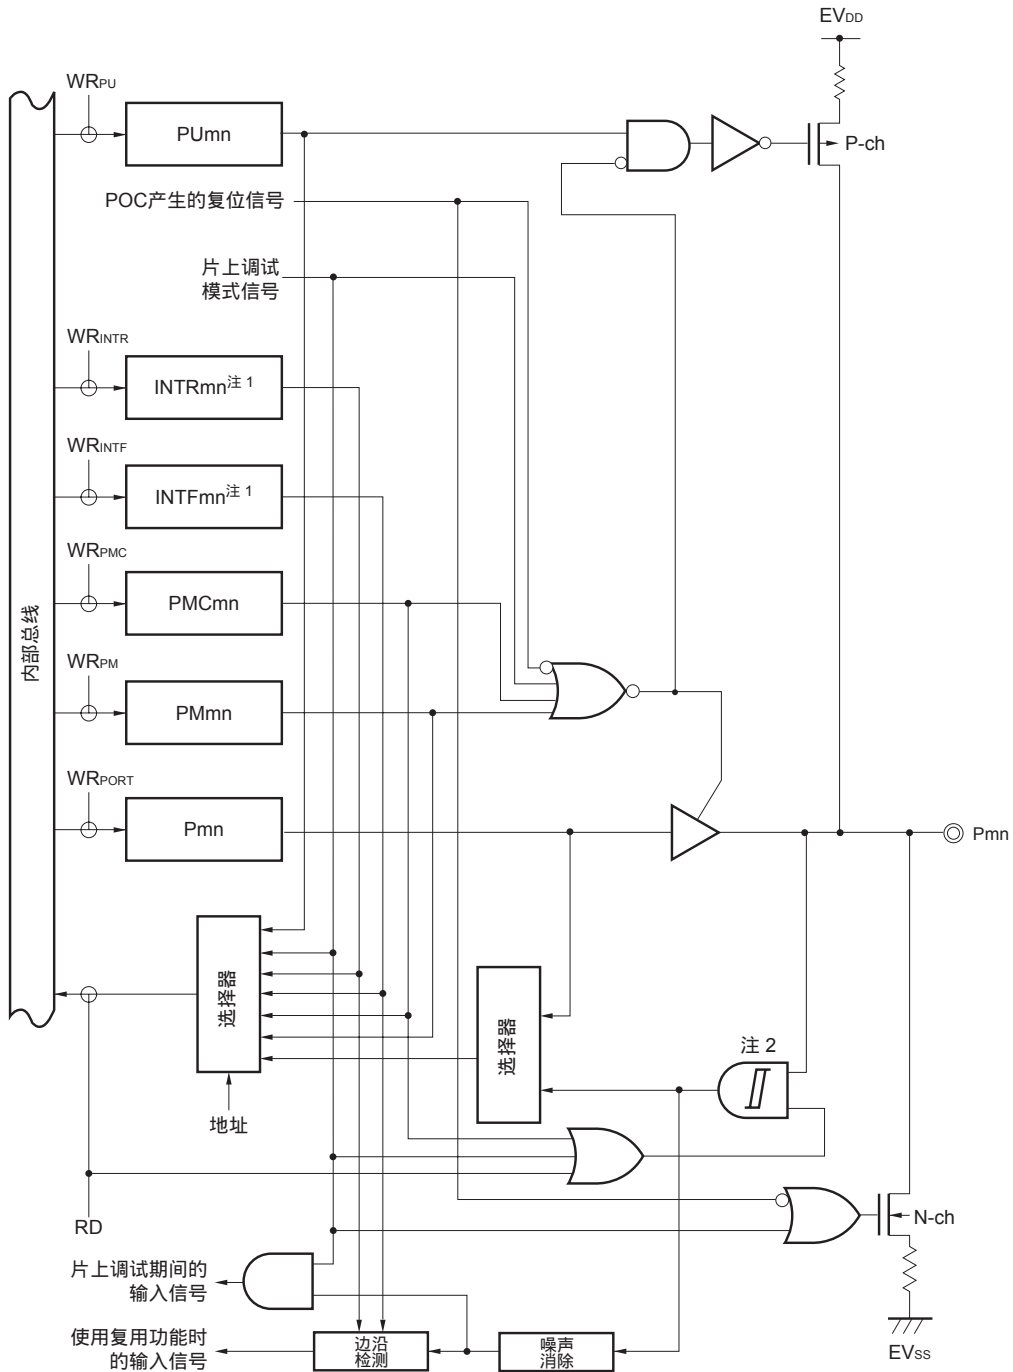 EVDD
WRPU
PUmn
P-ch
POC产生的复位信号
片上调试
模式信号
WRINTR
INTRmn注 1
WRINTF
INTFmn注 1
WRPMC
PMCmn
内部总线
WRPM
PMmn
WRPORT
Pmn
Pmn
选择器
选择器
注 2
地址
RD
N-ch
片上调试期间的
输入信号
使用复用功能时
的输入信号
边沿
检测
噪声
消除
EVSS